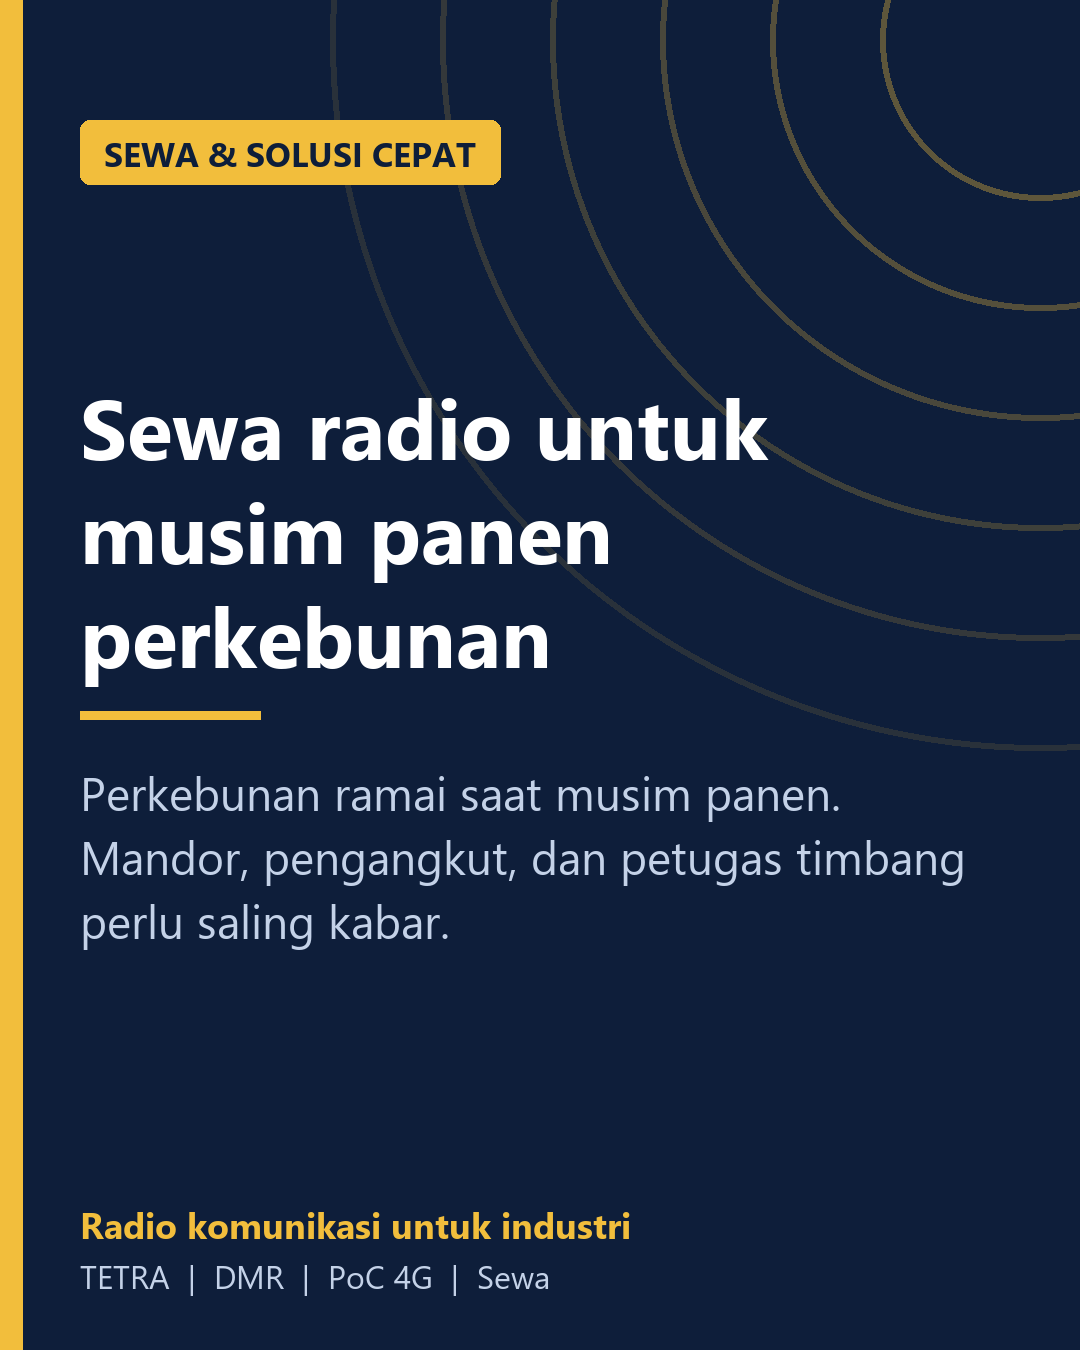 SEWA & SOLUSI CEPAT
Sewa radio untuk
musim panen
perkebunan
Perkebunan ramai saat musim panen.
Mandor, pengangkut, dan petugas timbang
perlu saling kabar.
Radio komunikasi untuk industri
TETRA | DMR | PoC 4G | Sewa